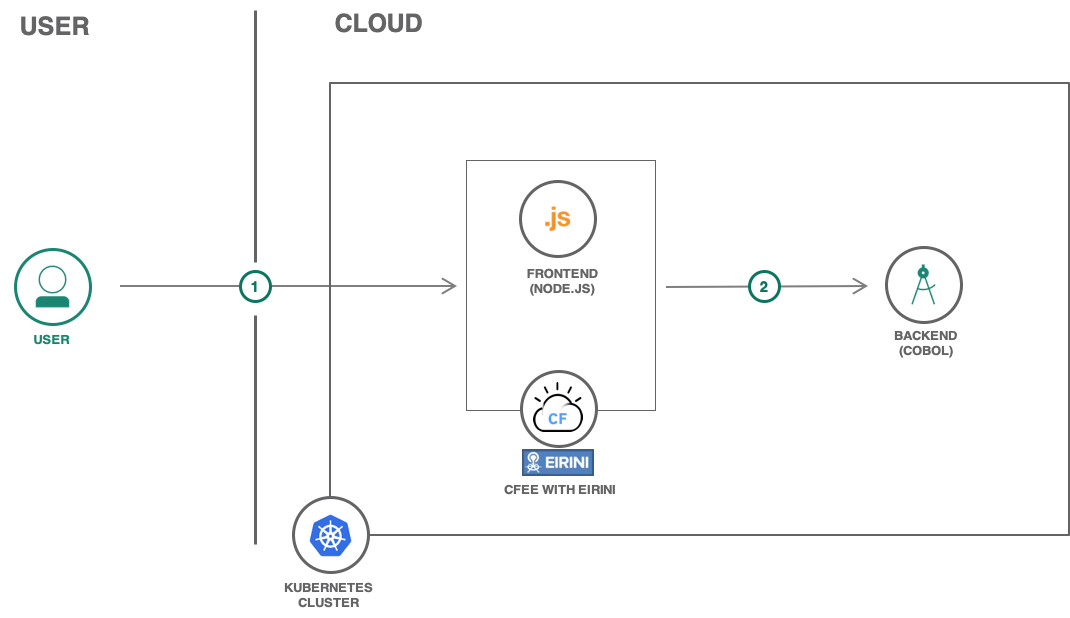 USER
CLOUD
.js
FRONTEND
(NODE.JS)
1
2
USER
BACKEND
(COBOL)
CF
EIRINI
CFEE WITH EIRINI
KUBERNETES
CLUSTER